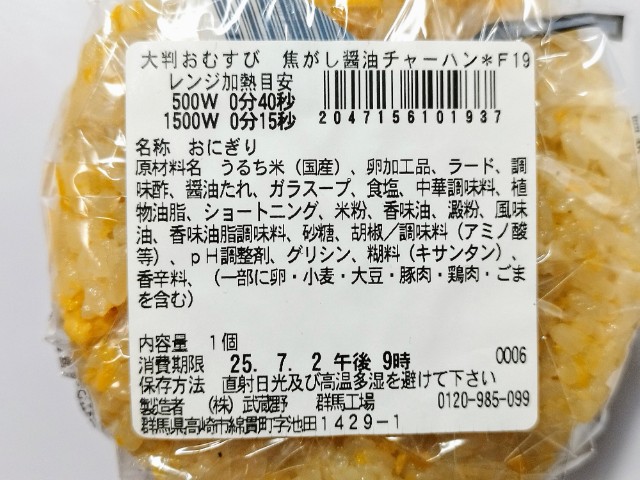 大判おむすび 焦がし醤油チャーハン*F19
レンジ加熱目安
500W 0分40秒
1500W 0分15秒
2047156101937
名称 おにぎり
原材料名 うるち米（国産）、卵加工品、ラード、調
味酢、醤油たれ、ガラスープ、食塩、中華調味料、植
物油脂、ショートニング、米粉、香味油、澱粉、風味
油、香味油脂調味料、砂糖、胡椒／調味料（アミノ酸
等）、pH調整剤、グリシン、糊料（キサンタン）、
香辛料、（一部に卵・小麦・大豆・豚肉・鶏肉・ごま
を含む）
内容量 1個
消費期限 25. 7. 2 午後 9時 0006
保存方法 直射日光及び高温多湿を避けて下さい
製造者 （株）武蔵野 群馬工場 0120-985-099
群馬県高崎市綿貫町字池田1429-1